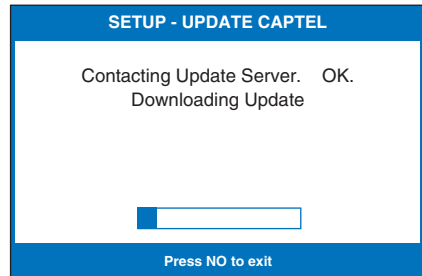 SETUP - UPDATE CAPTEL
Contacting Update Server. OK.
Downloading Update
Press NO to exit